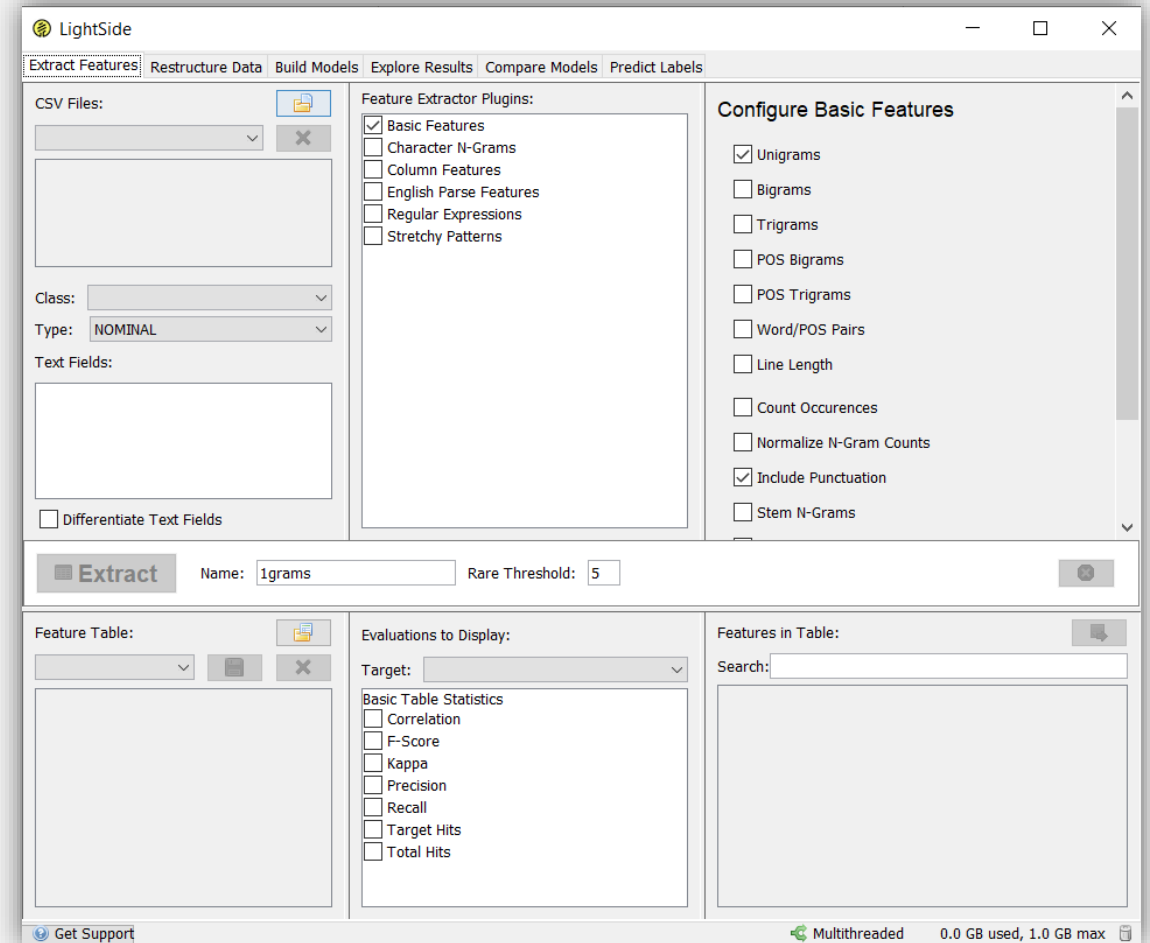 LightSide
Extract Features Restructure Data Build Models Explore Results Compare Models Predict Labels
CSV Files:
Class:
Type: NOMINAL
Text Fields:
Differentiate Text Fields
Feature Extractor Plugins:
Basic Features
Character N-Grams
Column Features
English Parse Features
Regular Expressions
Stretchy Patterns
Configure Basic Features
Unigrams
Bigrams
Trigrams
POS Bigrams
POS Trigrams
Word/POS Pairs
Line Length
Count Occurences
Normalize N-Gram Counts
Include Punctuation
Stem N-Grams
Extract Name: 1grams Rare Threshold: 5
Feature Table:
Evaluations to Display:
Target:
Basic Table Statistics
Correlation
F-Score
Kappa
Precision
Recall
Target Hits
Total Hits
Features in Table:
Search:
Get Support Multithreaded 0.0 GB used, 1.0 GB max